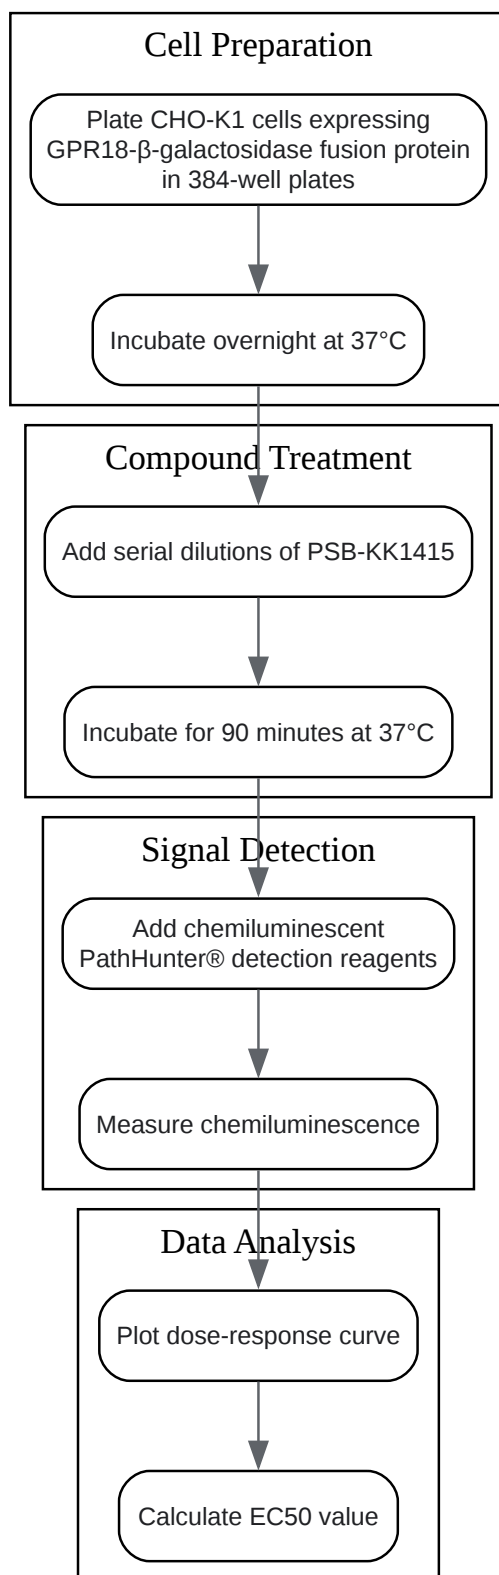 Cell Preparation
Plate CHO-K1 cells expressing
GPR18-β-galactosidase fusion protein
in 384-well plates
Incubate overnight at 37°C
Compound Treatment
Add serial dilutions of PSB-KK1415
Incubate for 90 minutes at 37°C
Signal Detection
Add chemiluminescent
PathHunter® detection reagents
Measure chemiluminescence
Data Analysis
Plot dose-response curve
Calculate EC50 value